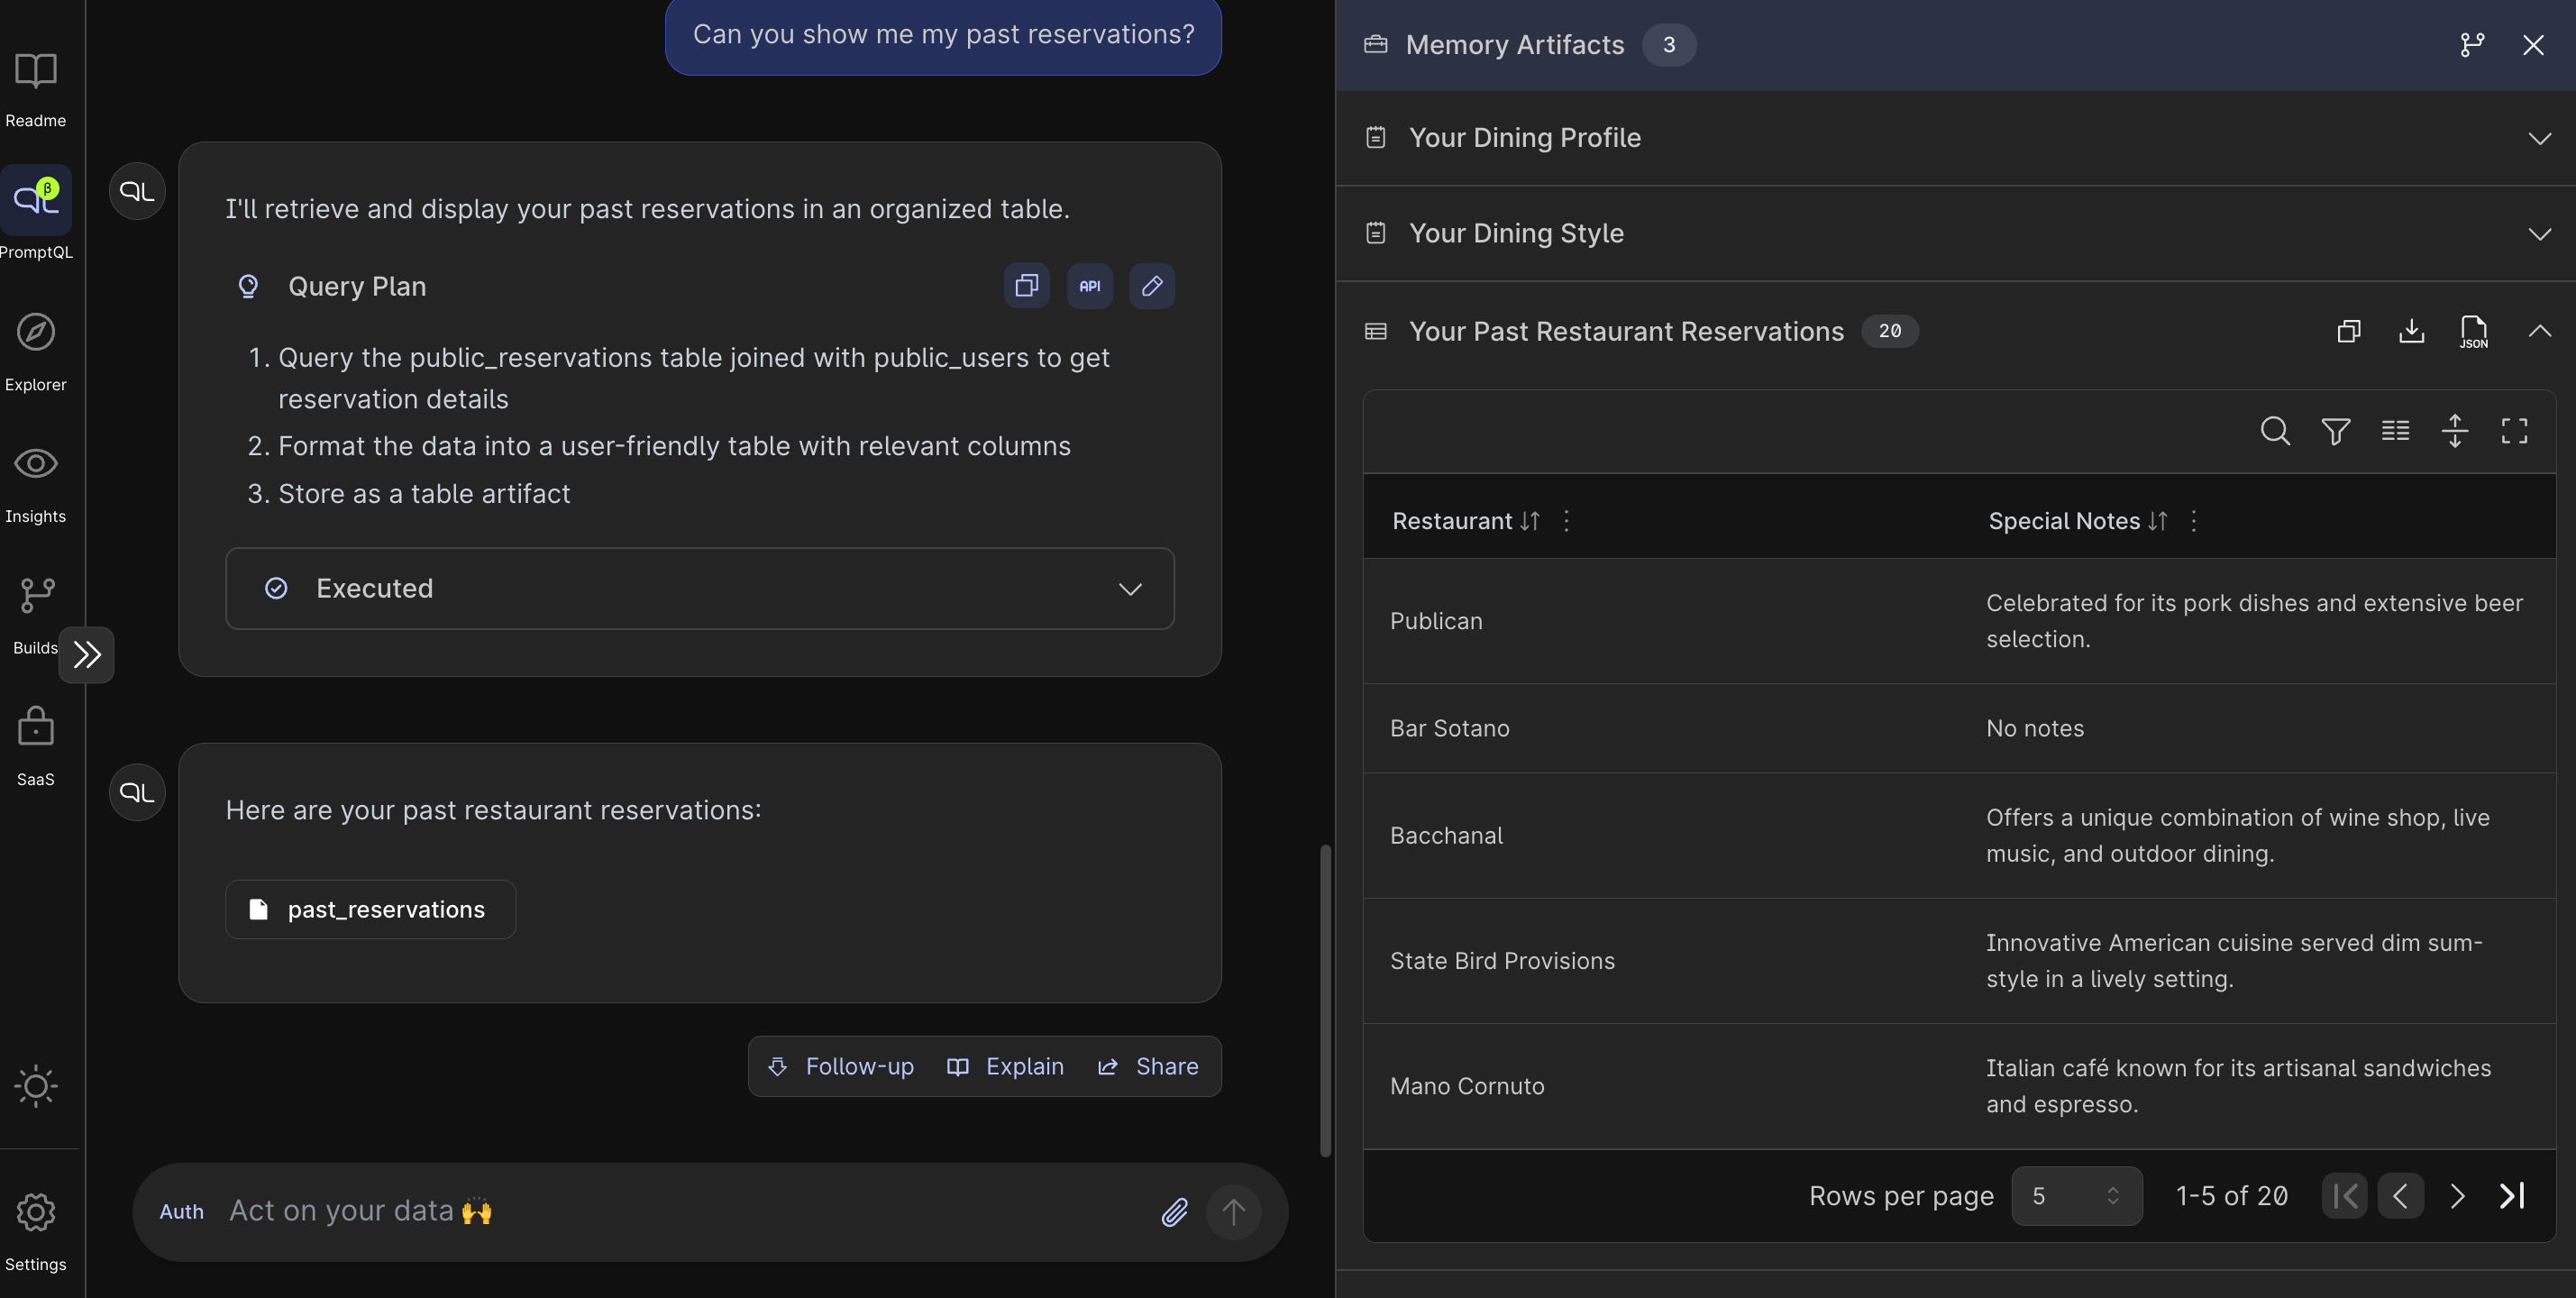 Readme
β
PromptQL
Explorer
Insights
Builds
SaaS
Settings
Can you show me my past reservations?
QL
I'll retrieve and display your past reservations in an organized table.
Query Plan
API
1. Query the public_reservations table joined with public_users to get
reservation details
2. Format the data into a user-friendly table with relevant columns
3. Store as a table artifact
Executed
QL
Here are your past restaurant reservations:
past_reservations
Follow-up Explain Share
Auth Act on your data 🙌
Memory Artifacts 3
Your Dining Profile
Your Dining Style
Your Past Restaurant Reservations 20
JSON
Restaurant Special Notes
Publican
Celebrated for its pork dishes and extensive beer
selection.
Bar Sotano
No notes
Bacchanal
Offers a unique combination of wine shop, live
music, and outdoor dining.
State Bird Provisions
Innovative American cuisine served dim sum-
style in a lively setting.
Mano Cornuto
Italian café known for its artisanal sandwiches
and espresso.
Rows per page 5 1-5 of 20